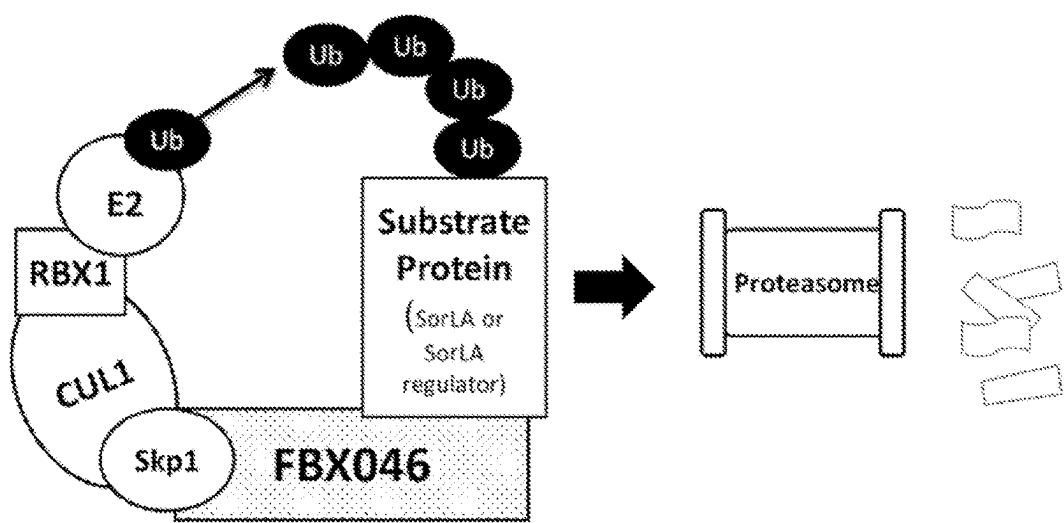 Ub
Ub
Ub
Ub
Ub
E2
RBX1
CUL1
Skp1
FBX046
Substrate
Protein
(SorLA or
SorLA
regulator)
Proteasome